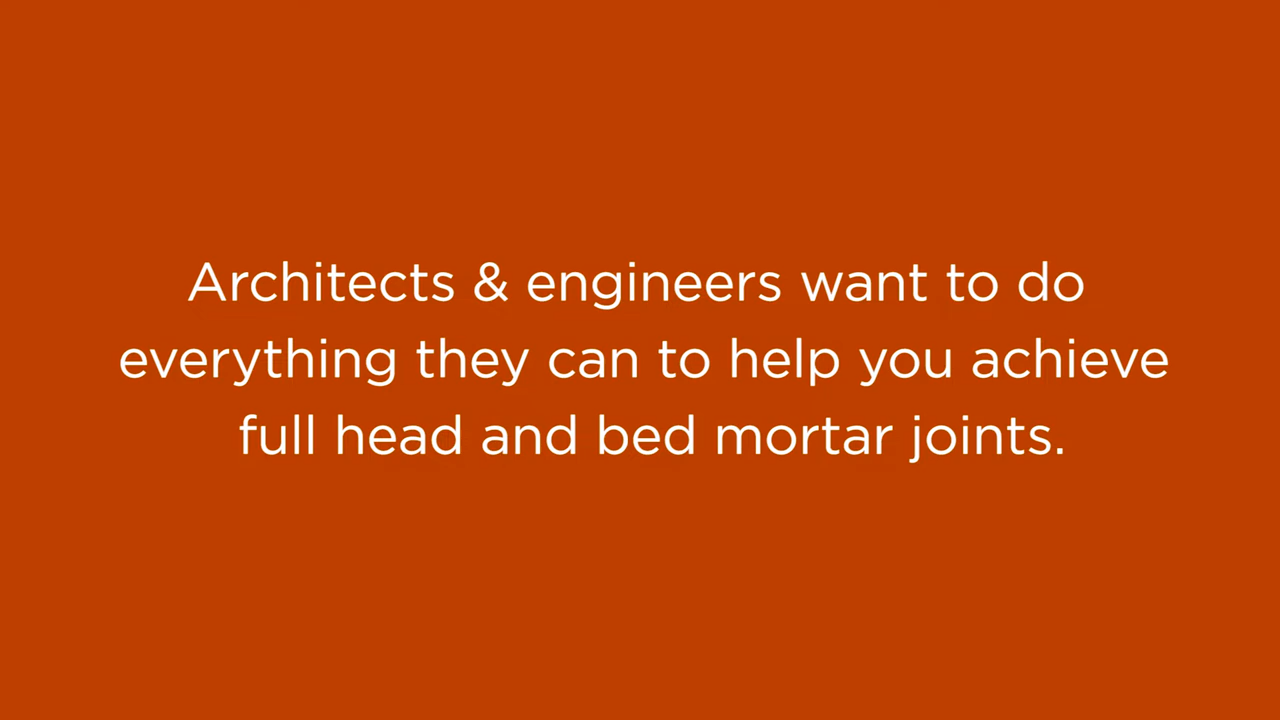 Architects & engineers want to do
everything they can to help you achieve
full head and bed mortar joints.